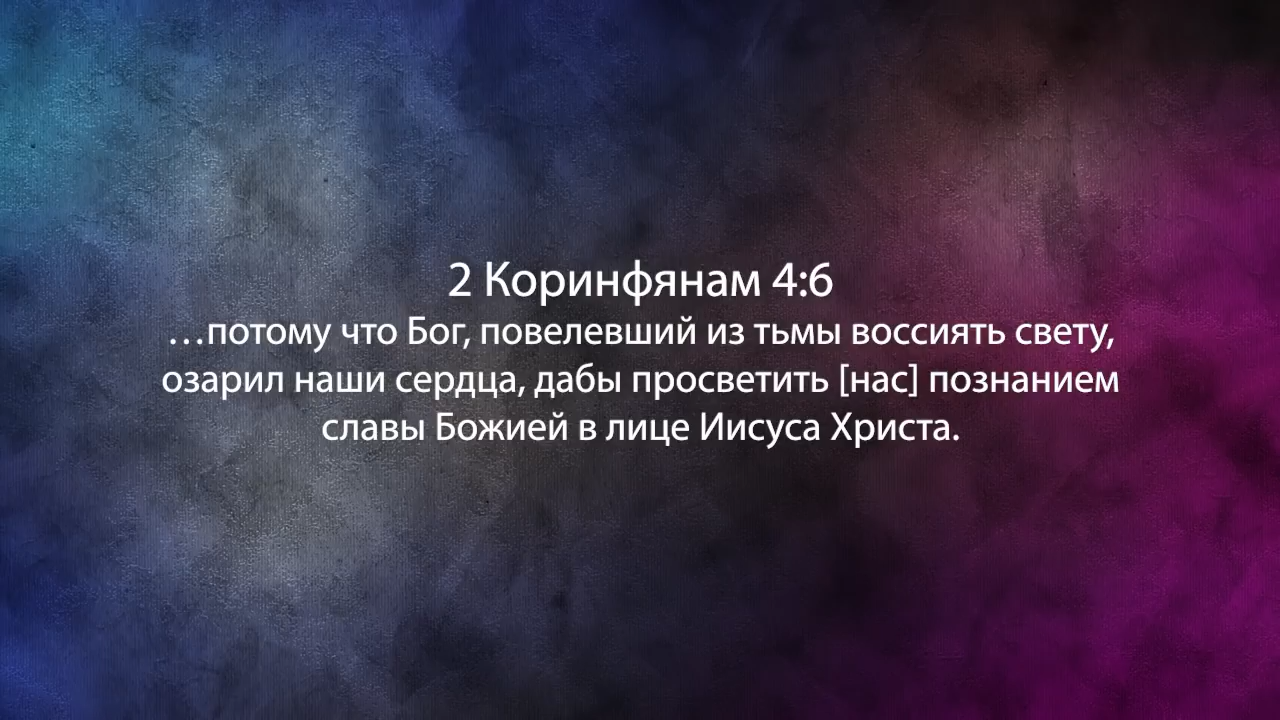 2 Коринфянам 4:6
…потому что Бог, повелевший из тьмы воссиять свету,
озарил наши сердца, дабы просветить [нас] познанием
славы Божией в лице Иисуса Христа.